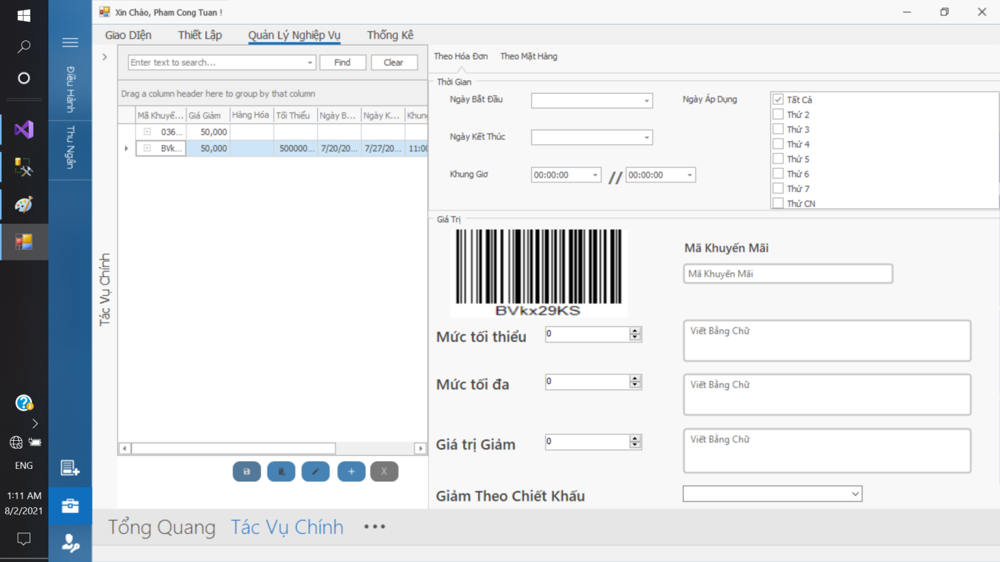 Xin Chào, Pham Cong Tuan !
Giao DIện Thiết Lập Quản Lý Nghiệp Vụ Thống Kê
Điều Hành
Thu Ngân
Enter text to search... Find Clear
Drag a column header here to group by that column
Mã Khuyế... Giá Giảm Hàng Hóa Tối Thiểu Ngày B... Ngày K... Khung
036... 50,000
BVk... 50,000 500000... 7/20/20... 7/27/20... 11:00
Tác Vụ Chính
Theo Hóa Đơn Theo Mặt Hàng
Thời Gian
Ngày Bắt Đầu
Ngày Kết Thúc
Khung Giơ 00:00:00 // 00:00:00
Ngày Áp Dụng
Tất Cả
Thứ 2
Thứ 3
Thứ 4
Thứ 5
Thứ 6
Thứ 7
Thứ CN
Giá Trị
BVkx29KS
Mã Khuyến Mãi
Mã Khuyến Mãi
Mức tối thiểu 0 Viết Bằng Chữ
Mức tối đa 0 Viết Bằng Chữ
Giá trị Giảm 0 Viết Bằng Chữ
Giảm Theo Chiết Khấu
X
Tổng Quang Tác Vụ Chính •••
ENG
1:11 AM
8/2/2021